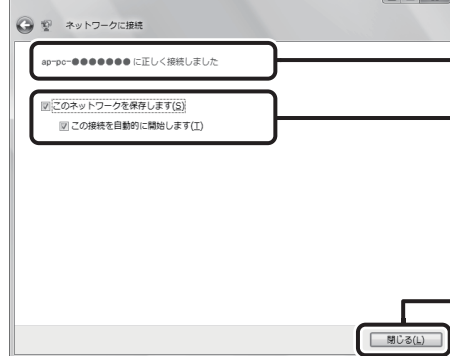 ネットワークに接続
ap-pc-●●●●●●● に正しく接続しました
このネットワークを保存します(S)
この接続を自動的に開始します(T)
閉じる(L)